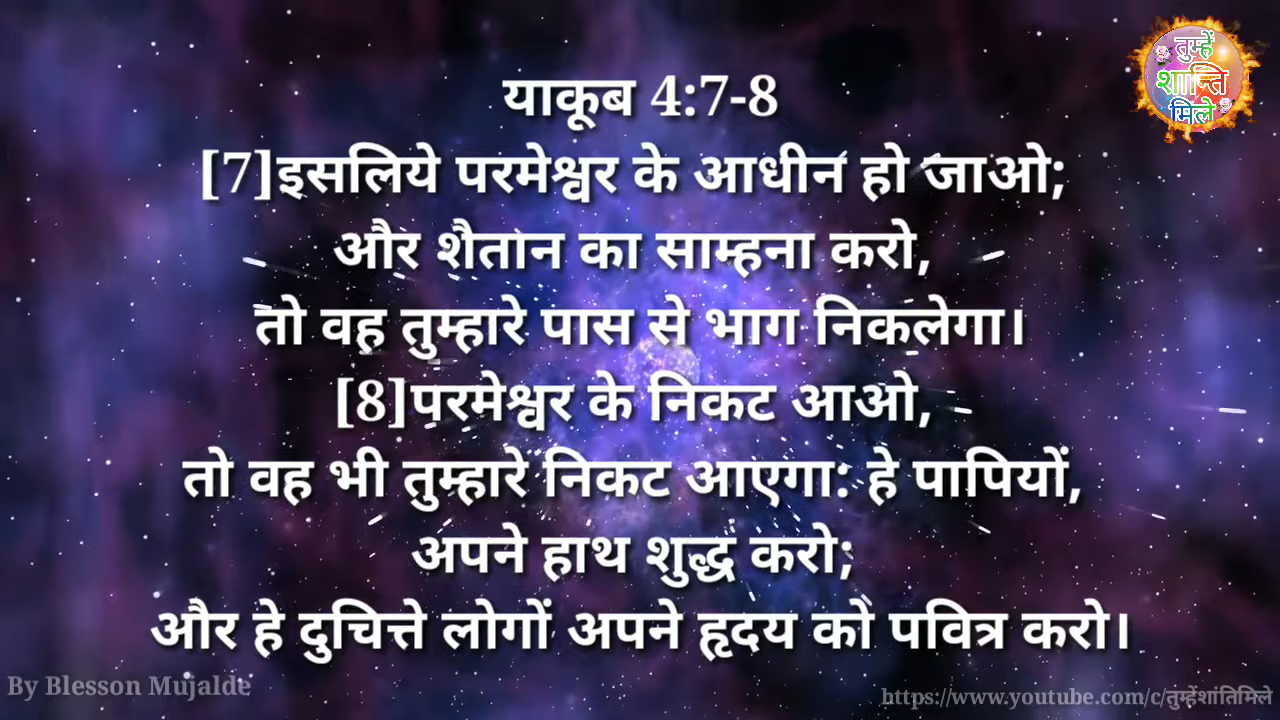 तुम्हें
शान्ति
मिले
याकूब 4:7-8
[7]इसलिये परमेश्वर के आधीन हो जाओ;
और शैतान का साम्हना करो,
तो वह तुम्हारे पास से भाग निकलेगा।
[8]परमेश्वर के निकट आओ,
तो वह भी तुम्हारे निकट आएगा: हे पापियों,
अपने हाथ शुद्ध करो;
और हे दुचित्ते लोगों अपने हृदय को पवित्र करो।
By Blesson Mujalde
https://www.youtube.com/c/तुम्हेंशांतिमिले